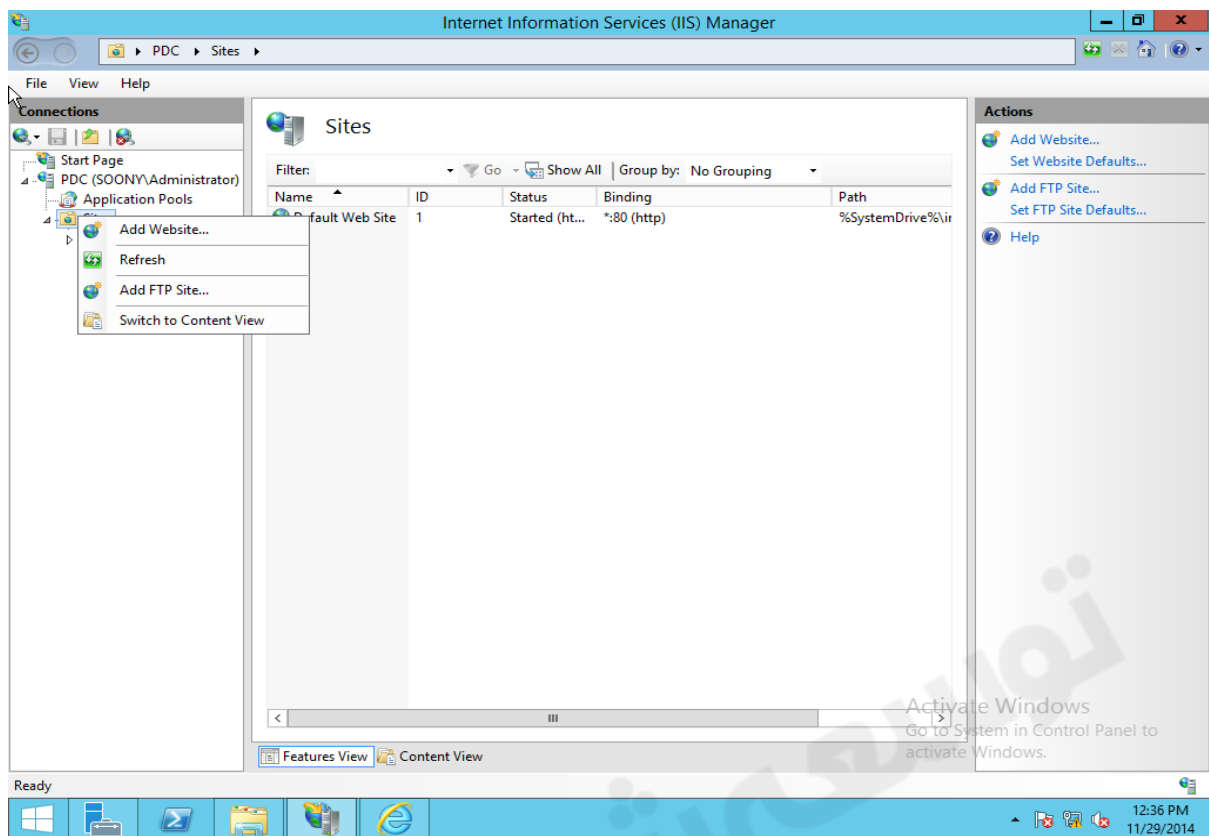 Internet Information Services (IIS) Manager
PDC Sites
File View Help
Connections
Start Page
PDC (SOONY\Administrator)
Application Pools
Add Website...
Refresh
Add FTP Site...
Switch to Content View
Sites
Filter: Go Show All Group by: No Grouping
Name ID Status Binding Path
fault Web Site 1 Started (ht... *:80 (http) %SystemDrive%\in
Features View Content View
Actions
Add Website...
Set Website Defaults...
Add FTP Site...
Set FTP Site Defaults...
Help
Activate Windows
Go to System in Control Panel to
activate Windows.
Ready
12:36 PM
11/29/2014